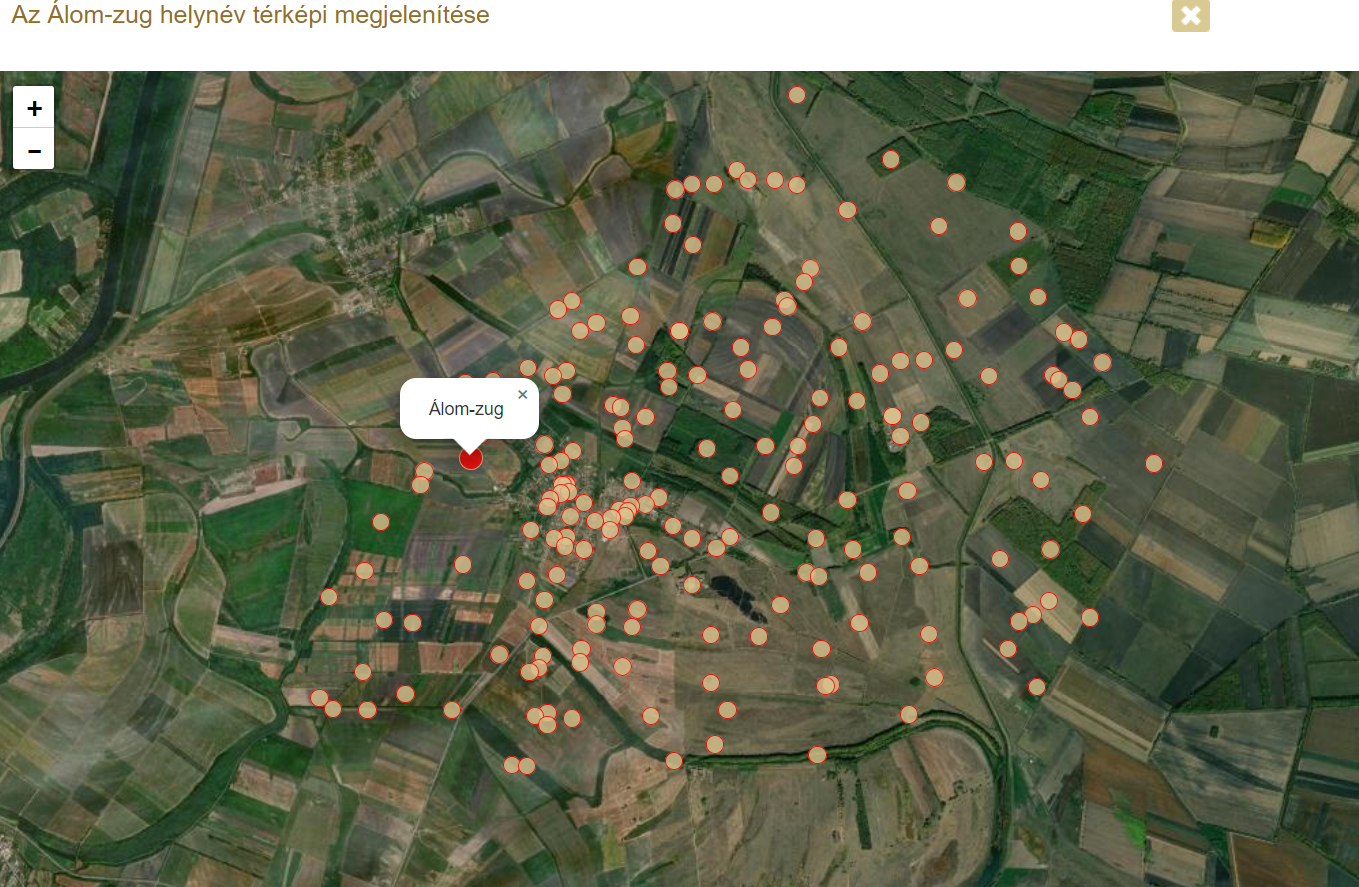 Az Álom-zug helynév térképi megjelenítése
+
−
Álom-zug ×